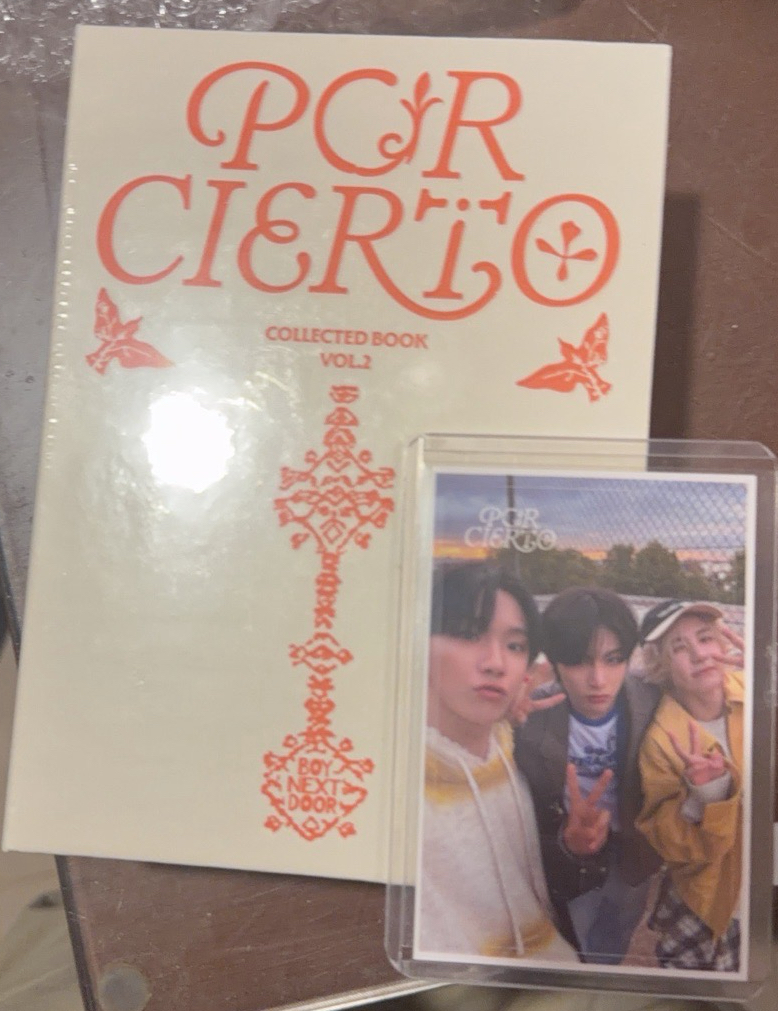 POR
CIERTO
COLLECTED BOOK
VOL.2
BOY
NEXT
DOOR
POR
CIERTO